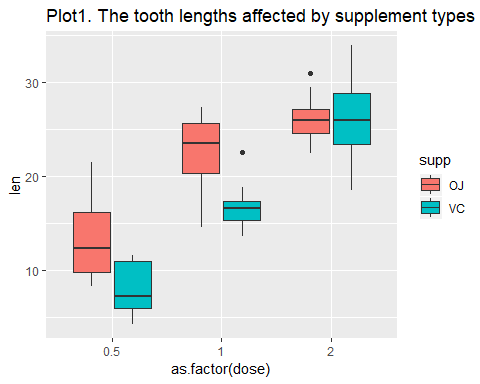 Plot1. The tooth lengths affected by supplement types
30
20
10
len
0.5 1 2
as.factor(dose)
supp
OJ
VC